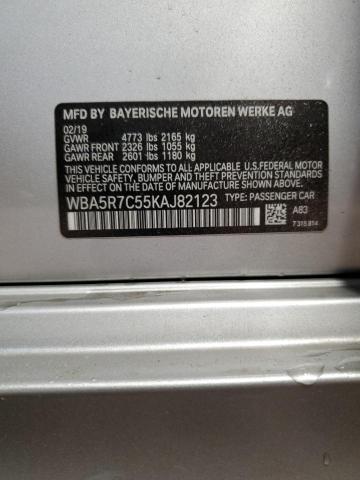 MFD BY BAYERISCHE MOTOREN WERKE AG
02/19
GVWR 4773 lbs 2165 kg
GAWR FRONT 2326 lbs 1055 kg
GAWR REAR 2601 lbs 1180 kg
THIS VEHICLE CONFORMS TO ALL APPLICABLE U.S. FEDERAL MOTOR
VEHICLE SAFETY, BUMPER, AND THEFT PREVENTION STANDARDS
IN EFFECT ON THE DATE OF MANUFACTURE SHOWN ABOVE.
WBA5R7C55KAJ82123 TYPE: PASSENGER CAR
A83
7 315 814